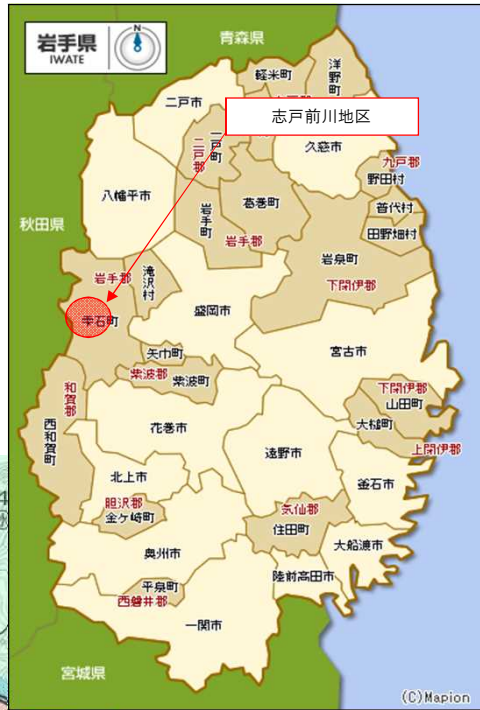 岩手県
IWATE
N
青森県
洋野町
軽米町
二戸市
志戸前川地区
一戸町
二戸郡
久慈市
九戸郡
野田村
八幡平市
葛巻町
普代村
岩手町
田野畑村
秋田県
岩手郡
岩泉町
下閉伊郡
岩手郡
滝沢村
盛岡市
雫石町
矢巾町
宮古市
紫波郡
紫波町
和賀郡
下閉伊郡
山田町
西和賀町
花巻市
大槌町
遠野市
上閉伊郡
北上市
釜石市
胆沢郡
金ヶ崎町
気仙郡
住田町
奥州市
大船渡市
平泉町
陸前高田市
西磐井郡
一関市
宮城県
(C)Mapion